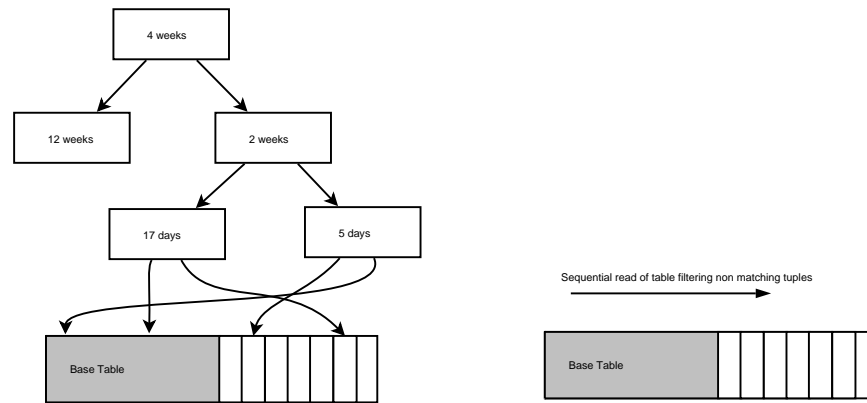 4 weeks
12 weeks
2 weeks
17 days
5 days
Sequential read of table filtering non matching tuples
Base Table
Base Table